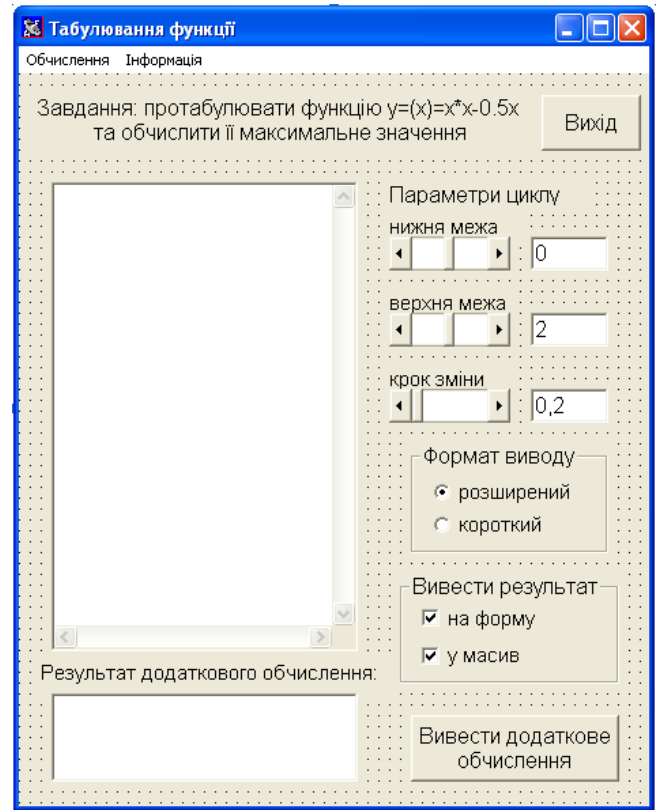 Табулювання функції
Обчислення Інформація
Завдання: протабулювати функцію y=(x)=x*x-0.5x
та обчислити її максимальне значення
Вихід
Параметри циклу
нижня межа
0
верхня межа
2
крок зміни
0,2
Формат виводу
розширений
короткий
Вивести результат
на форму
у масив
Результат додаткового обчислення:
Вивести додаткове
обчислення